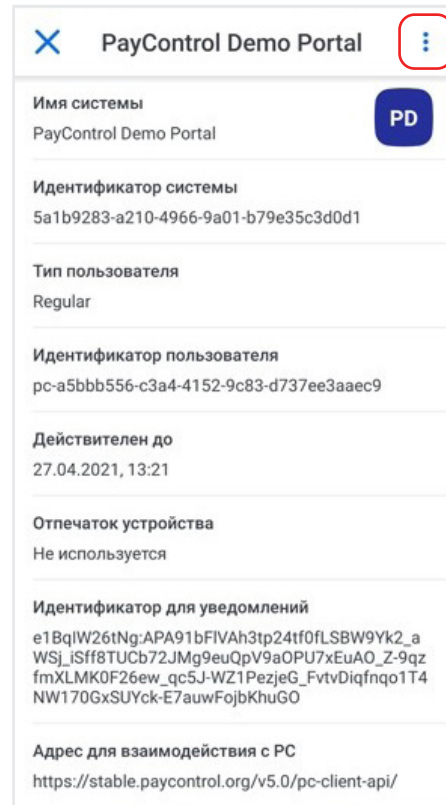 PayControl Demo Portal
Имя системы
PayControl Demo Portal
PD
Идентификатор системы
5a1b9283-a210-4966-9a01-b79e35c3d0d1
Тип пользователя
Regular
Идентификатор пользователя
pc-a5bbb556-c3a4-4152-9c83-d737ee3aaec9
Действителен до
27.04.2021, 13:21
Отпечаток устройства
Не используется
Идентификатор для уведомлений
e1BqIW26tNg:APA91bFlVAh3tp24tf0fLSBW9Yk2_a
WSj_iSff8TUCb72JMg9euQpV9aOPU7xEuAO_Z-9qz
fmXLMK0F26ew_qc5J-WZ1PezjeG_FvtvDiqfnqo1T4
NW170GxSUYck-E7auwFojbKhuGO
Адрес для взаимодействия с PC
https://stable.paycontrol.org/v5.0/pc-client-api/